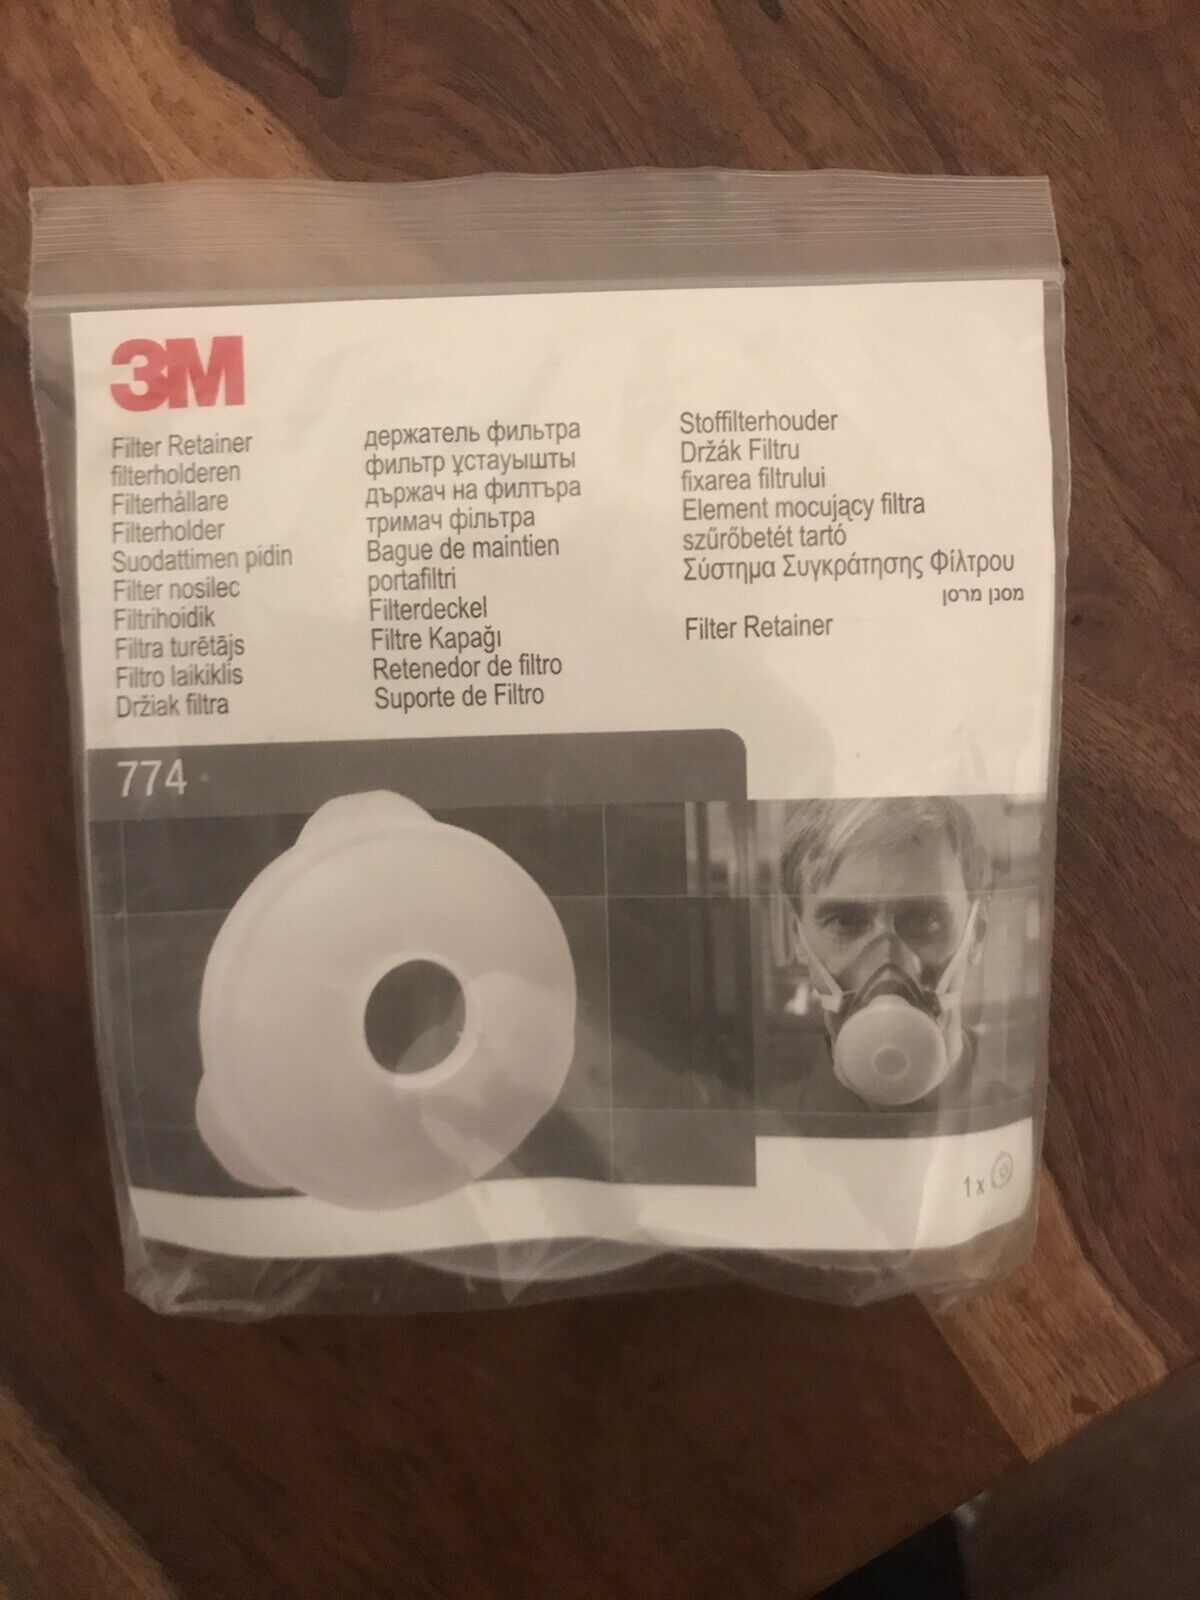 3M
Filter Retainer
filterholderen
Filterhållare
Filterholder
Suodattimen pidin
Filter nosilec
Filtrihoidik
Filtra turētājs
Filtro laikiklis
Držiak filtra
держатель фильтра
фильтр ұстауышты
държач на филтъра
тримач фільтра
Bague de maintien
portafiltri
Filterdeckel
Filtre Kapağı
Retenedor de filtro
Suporte de Filtro
Stoffilterhouder
Držák Filtru
fixarea filtrului
Element mocujący filtra
szűrőbetét tartó
Σύστημα Συγκράτησης Φίλτρου
מסנן מרסן
Filter Retainer
774
1 x